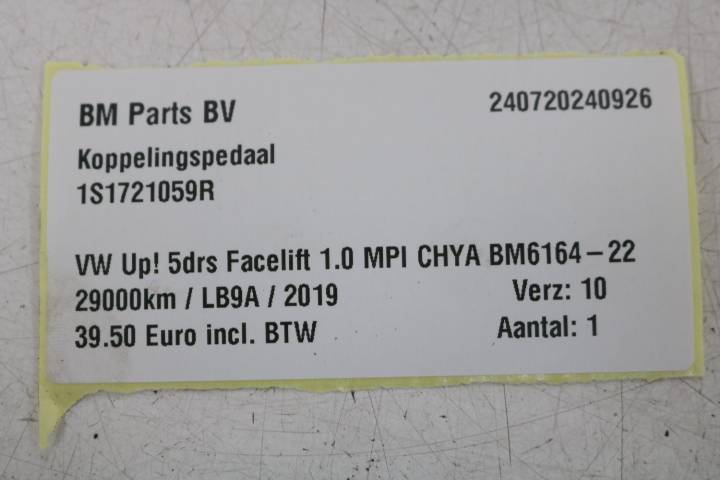 BM Parts BV 240720240926
Koppelingspedaal
1S1721059R
VW Up! 5drs Facelift 1.0 MPI CHYA BM6164-22
29000km / LB9A / 2019 Verz: 10
39.50 Euro incl. BTW Aantal: 1